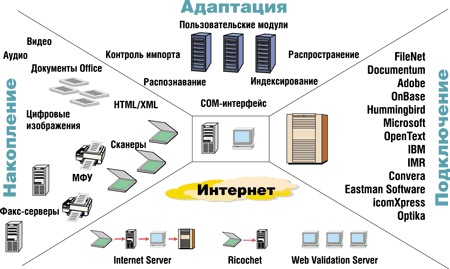 Адаптация
Пользовательские модули
Видео
Аудио
Документы Office
Контроль импорта
Распространение
Распознавание
Индексирование
Накопление
Цифровые
изображения
HTML/XML
COM-интерфейс
Сканеры
МФУ
Факс-серверы
Интернет
FileNet
Documentum
Adobe
OnBase
Hummingbird
Microsoft
OpenText
IBM
IMR
Convera
Eastman Software
icomXpress
Optika
Подключение
Internet Server
Ricochet
Web Validation Server